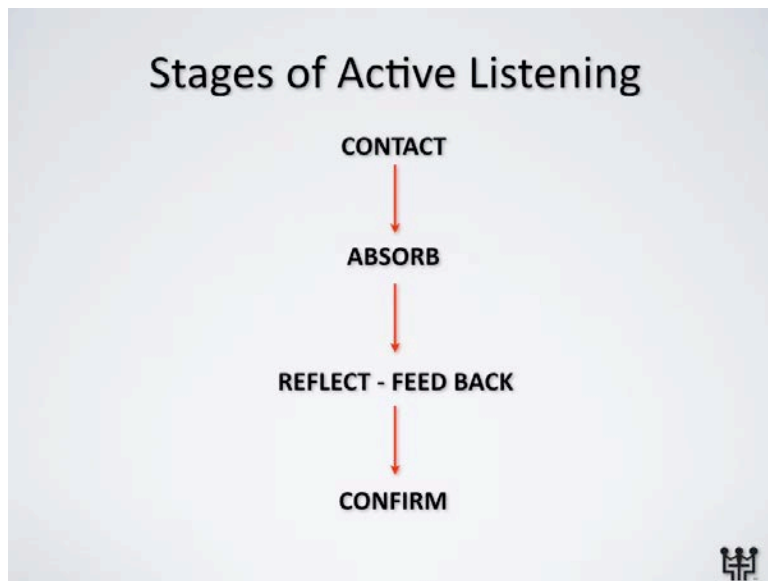 Stages of Active Listening
CONTACT
ABSORB
REFLECT - FEED BACK
CONFIRM